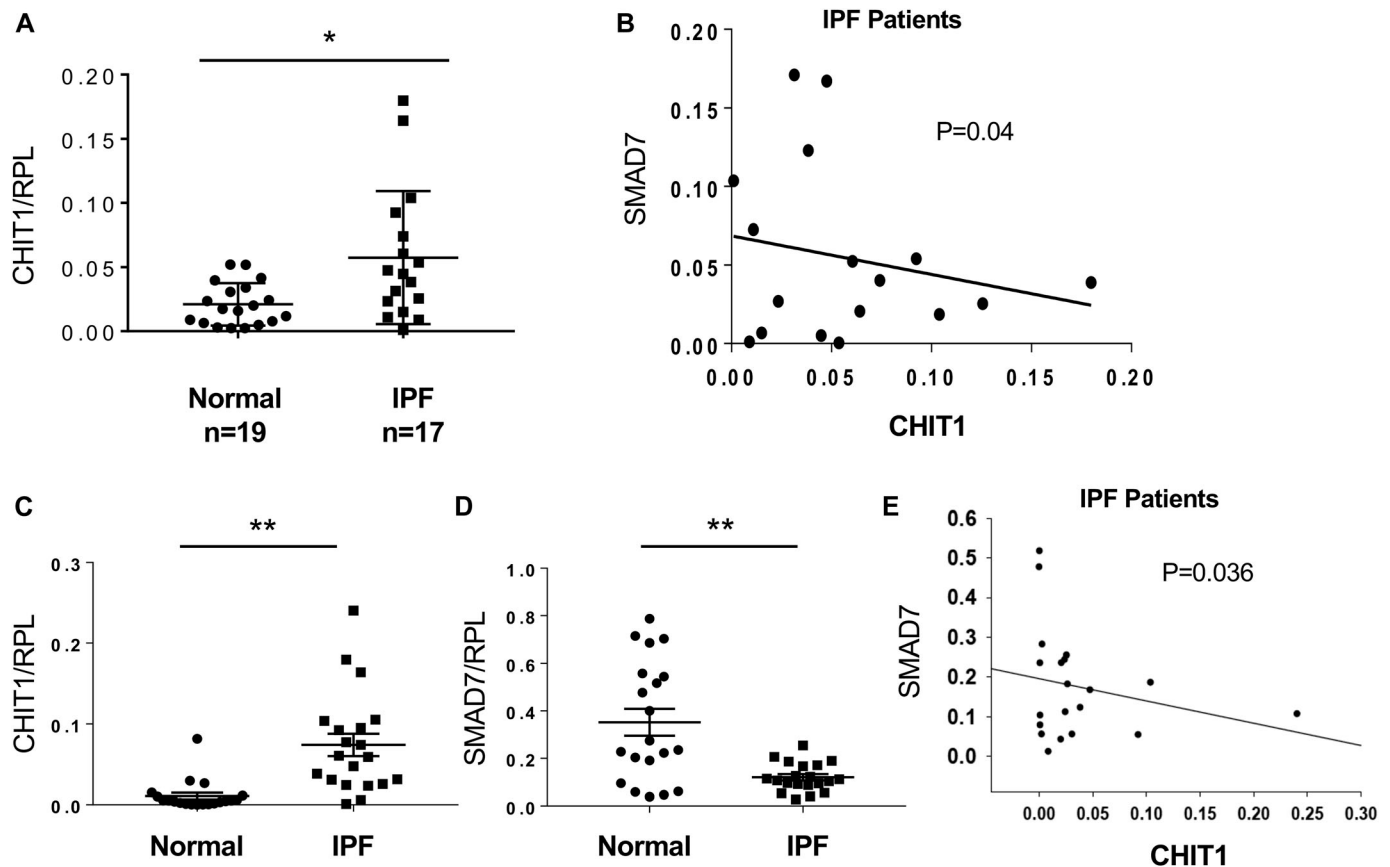 A
*
CHIT1/RPL
0.20
0.15
0.10
0.05
0.00
Normal
n=19
IPF
n=17
B
IPF Patients
SMAD7
0.20
0.15
0.10
0.05
0.00
P=0.04
0.00 0.05 0.10 0.15 0.20
CHIT1
C
**
CHIT1/RPL
0.3
0.2
0.1
0.0
Normal IPF
D
**
SMAD7/RPL
1.0
0.8
0.6
0.4
0.2
0.0
Normal IPF
E
IPF Patients
SMAD7
0.6
0.5
0.4
0.3
0.2
0.1
0.0
P=0.036
0.00 0.05 0.10 0.15 0.20 0.25 0.30
CHIT1